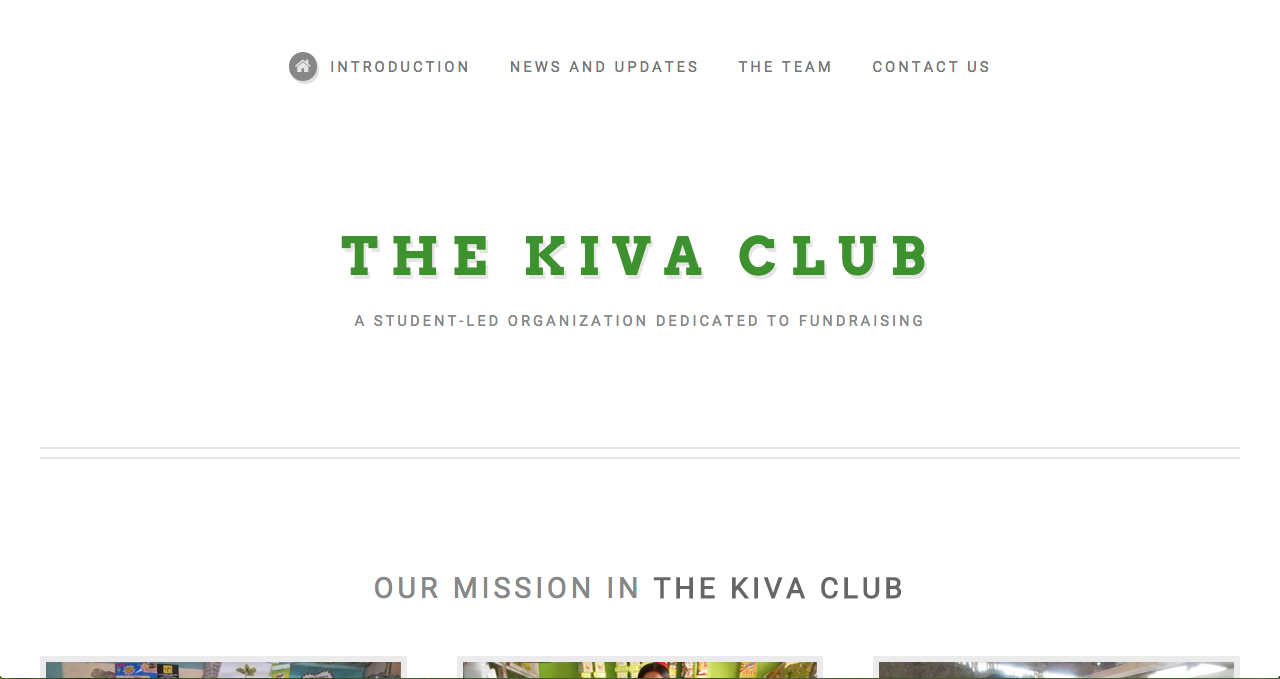 INTRODUCTION NEWS AND UPDATES THE TEAM CONTACT US
THE KIVA CLUB
A STUDENT-LED ORGANIZATION DEDICATED TO FUNDRAISING
OUR MISSION IN THE KIVA CLUB